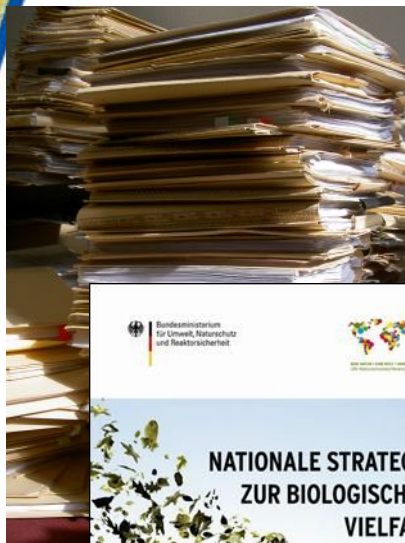 Bundesministerium
für Umwelt, Naturschutz
und Reaktorsicherheit
NATIONALE STRATEG
ZUR BIOLOGISCH
VIELFA